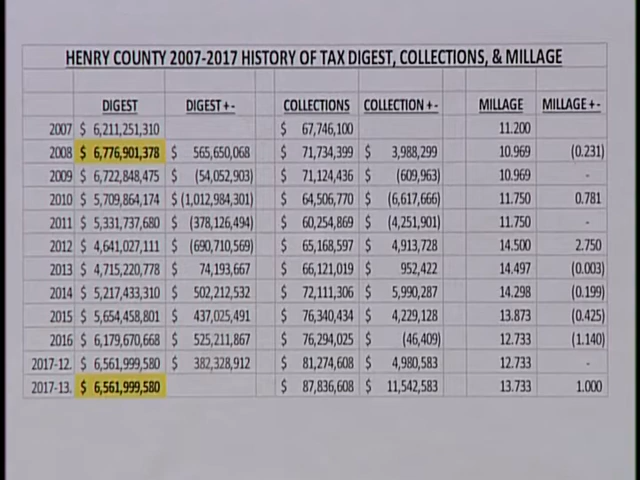 HENRY COUNTY 2007-2017 HISTORY OF TAX DIGEST, COLLECTIONS, & MILLAGE
DIGEST DIGEST +- COLLECTIONS COLLECTION +- MILLAGE MILLAGE +-
2007 $ 6,211,251,310 $ 67,746,100 11.200
2008 $ 6,776,901,378 $ 565,650,068 $ 71,734,399 $ 3,988,299 10.969 (0.231)
2009 $ 6,722,848,475 $ (54,052,903) $ 71,124,436 $ (609,963) 10.969 -
2010 $ 5,709,864,174 $ (1,012,984,301) $ 64,506,770 $ (6,617,666) 11.750 0.781
2011 $ 5,331,737,680 $ (378,126,494) $ 60,254,869 $ (4,251,901) 11.750 -
2012 $ 4,641,027,111 $ (690,710,569) $ 65,168,597 $ 4,913,728 14.500 2.750
2013 $ 4,715,220,778 $ 74,193,667 $ 66,121,019 $ 952,422 14.497 (0.003)
2014 $ 5,217,433,310 $ 502,212,532 $ 72,111,306 $ 5,990,287 14.298 (0.199)
2015 $ 5,654,458,801 $ 437,025,491 $ 76,340,434 $ 4,229,128 13.873 (0.425)
2016 $ 6,179,670,668 $ 525,211,867 $ 76,294,025 $ (46,409) 12.733 (1.140)
2017-12. $ 6,561,999,580 $ 382,328,912 $ 81,274,608 $ 4,980,583 12.733 -
2017-13. $ 6,561,999,580 $ 87,836,608 $ 11,542,583 13.733 1.000